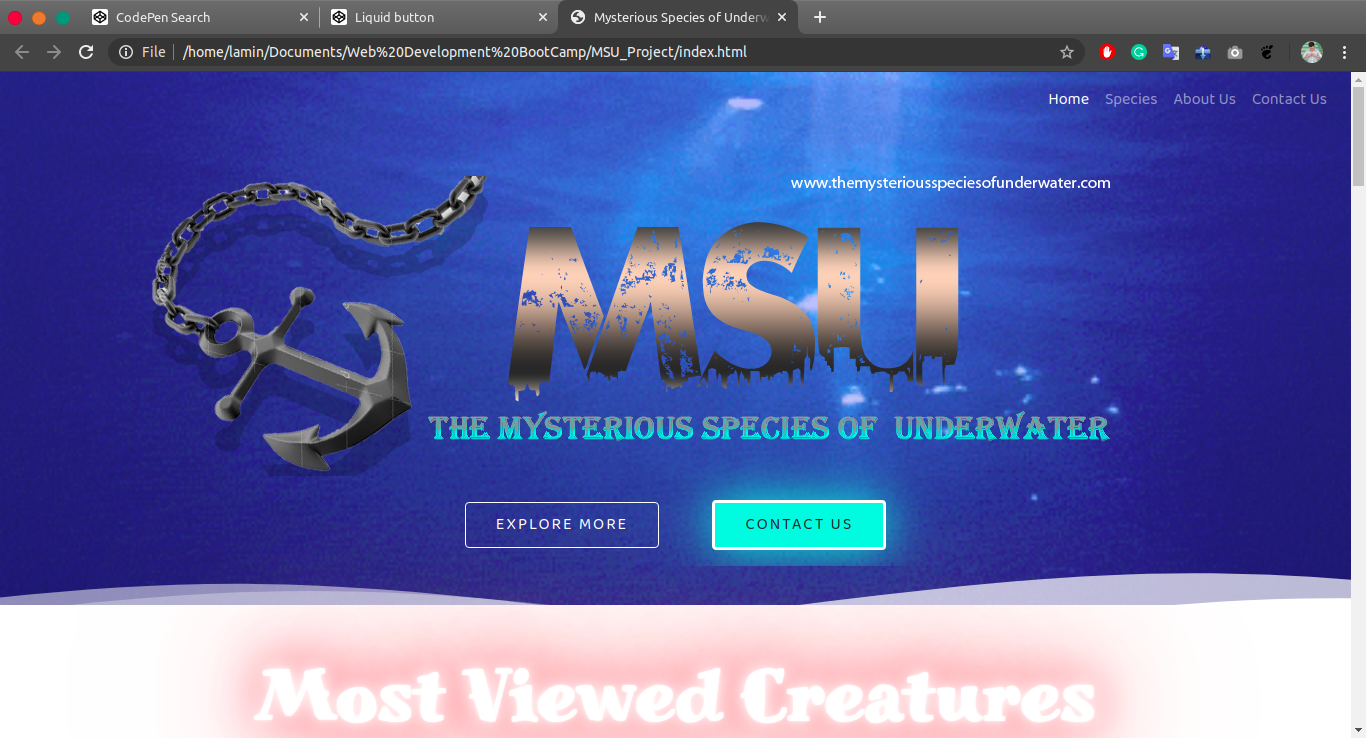 CodePen Search
Liquid button
Mysterious Species of Underw
File
/home/lamin/Documents/Web%20Development%20BootCamp/MSU_Project/index.html
Home Species About Us Contact Us
www.themysteriousspeciesofunderwater.com
MSU
THE MYSTERIOUS SPECIES OF UNDERWATER
EXPLORE MORE
CONTACT US
Most Viewed Creatures